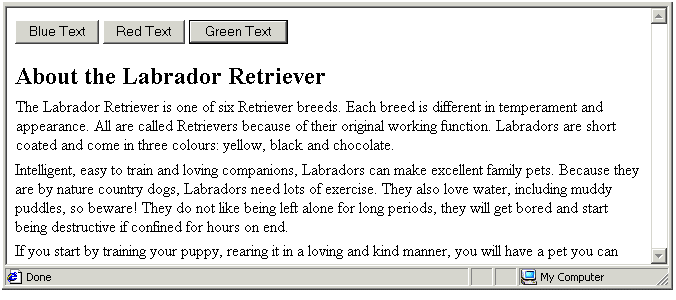 Blue Text Red Text Green Text
About the Labrador Retriever
The Labrador Retriever is one of six Retriever breeds. Each breed is different in temperament and
appearance. All are called Retrievers because of their original working function. Labradors are short
coated and come in three colours: yellow, black and chocolate.
Intelligent, easy to train and loving companions, Labradors can make excellent family pets. Because they
are by nature country dogs, Labradors need lots of exercise. They also love water, including muddy
puddles, so beware! They do not like being left alone for long periods, they will get bored and start
being destructive if confined for hours on end.
If you start by training your puppy, rearing it in a loving and kind manner, you will have a pet you can
Done My Computer